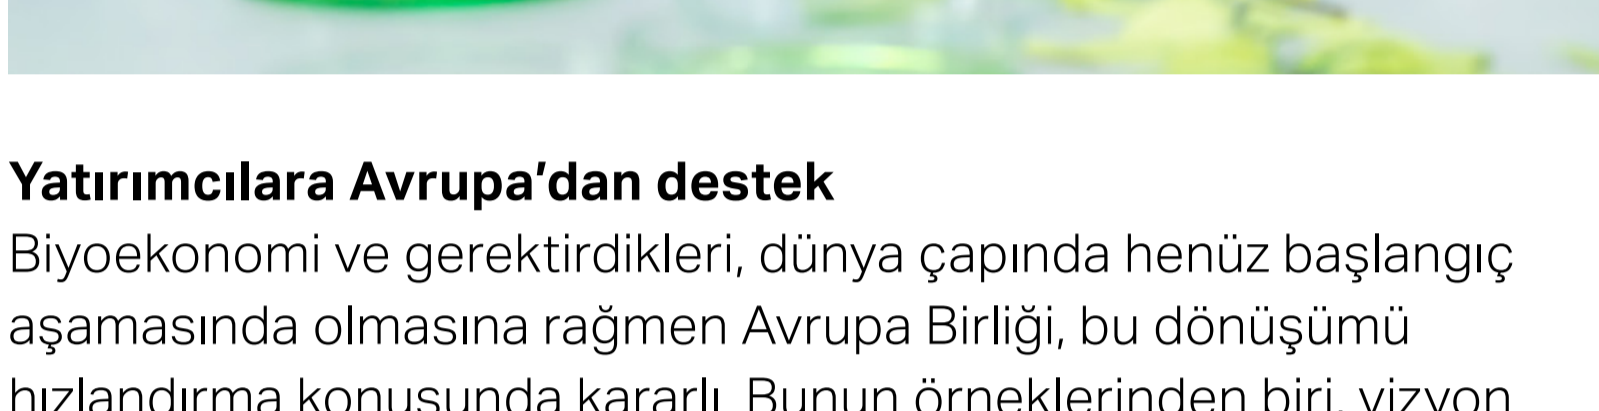 Yatırımcılara Avrupa’dan destek
Biyoekonomi ve gerektirdikleri, dünya çapında henüz başlangıç
aşamasında olmasına rağmen Avrupa Birliği, bu dönüşümü
hızlandırma konusunda kararlı. Bunun örneklerinden biri, vizyon